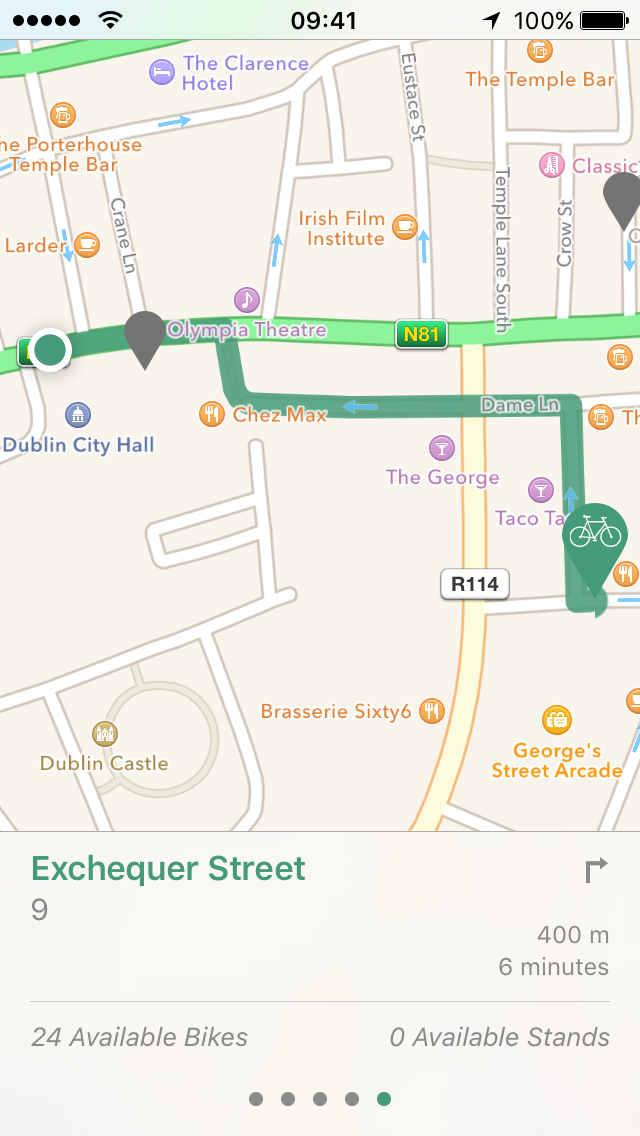 09:41
100%
The Clarence
Hotel
Eustace St
The Temple Bar
he Porterhouse
Temple Bar
Classic
Crane Ln
Temple Lane South
Crow St
Irish Film
Institute
Larder
C
Olympia Theatre
N81
Chez Max
Dame Ln
Th
Dublin City Hall
The George
Taco Ta
R114
Brasserie Sixty6
Dublin Castle
George's
Street Arcade
Exchequer Street
9
400 m
6 minutes
24 Available Bikes
0 Available Stands